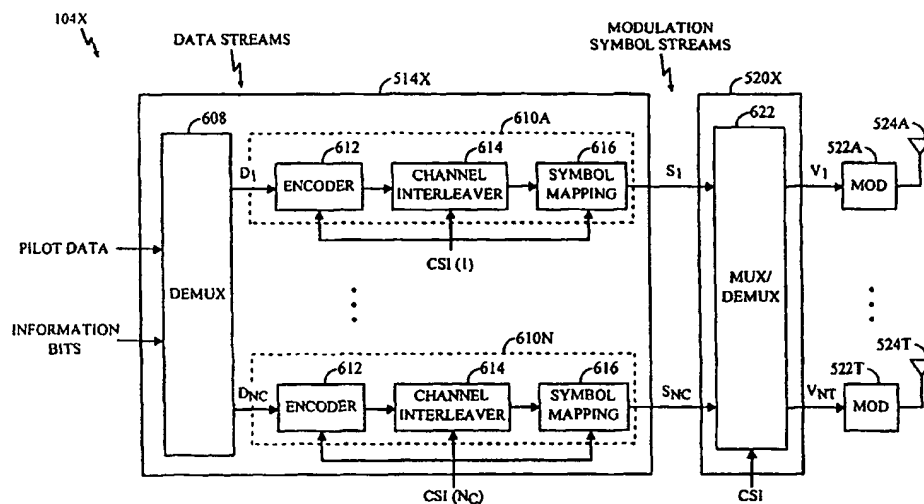 104X
DATA STREAMS
MODULATION
SYMBOL STREAMS
514X
520X
608
610A
622
524A
612
614
616
522A
D1
ENCODER
CHANNEL
INTERLEAVER
SYMBOL
MAPPING
S1
V1
MOD
PILOT DATA
CSI (1)
DEMUX
MUX/
DEMUX
INFORMATION
BITS
610N
524T
612
614
616
522T
DNC
ENCODER
CHANNEL
INTERLEAVER
SYMBOL
MAPPING
SNC
VNT
MOD
CSI (NC)
CSI